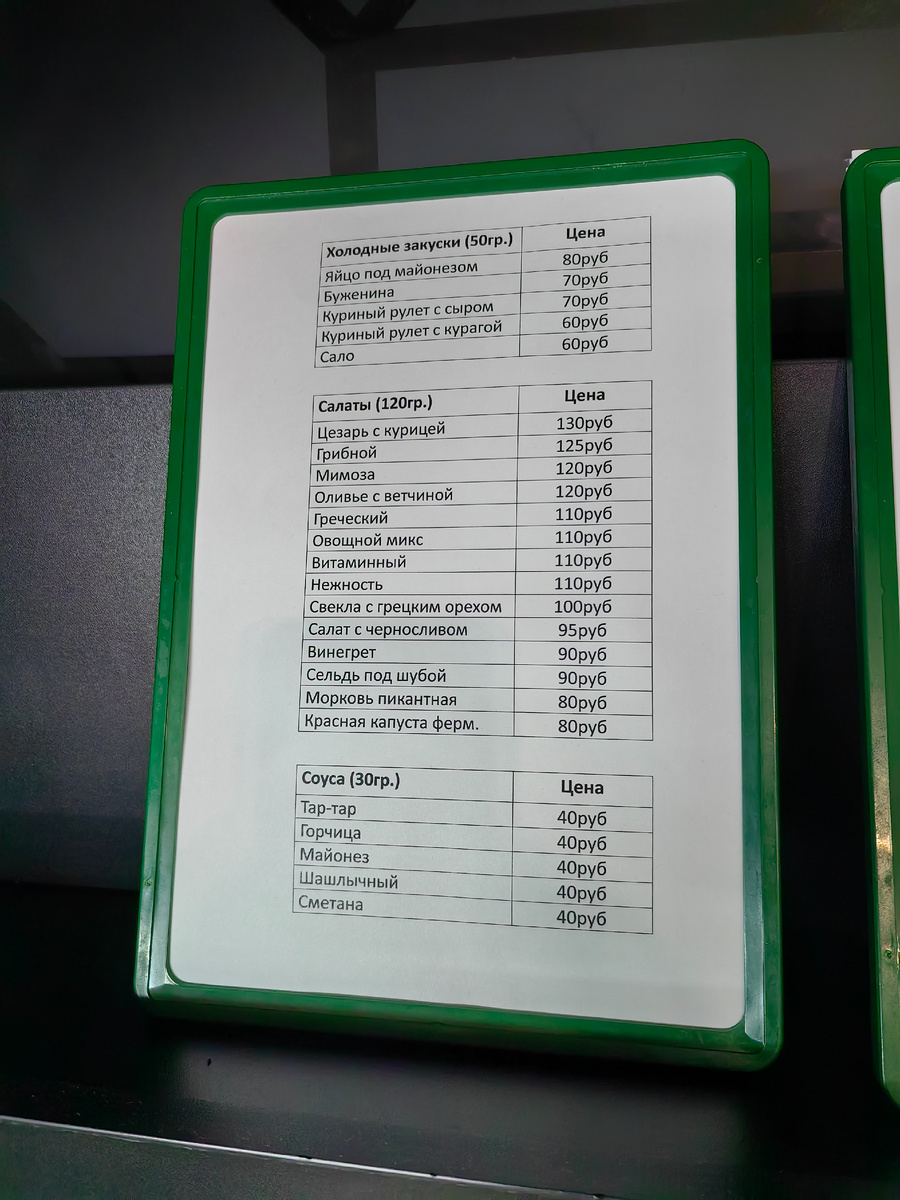 Холодные закуски (50гр.) Цена
Яйцо под майонезом 80руб
Буженина 70руб
Куриный рулет с сыром 70руб
Куриный рулет с курагой 60руб
Сало 60руб
Салаты (120гр.) Цена
Цезарь с курицей 130руб
Грибной 125руб
Мимоза 120руб
Оливье с ветчиной 120руб
Греческий 110руб
Овощной микс 110руб
Витаминный 110руб
Нежность 110руб
Свекла с грецким орехом 100руб
Салат с черносливом 95руб
Винегрет 90руб
Сельдь под шубой 90руб
Морковь пикантная 80руб
Красная капуста ферм. 80руб
Соуса (30гр.) Цена
Тар-тар 40руб
Горчица 40руб
Майонез 40руб
Шашлычный 40руб
Сметана 40руб